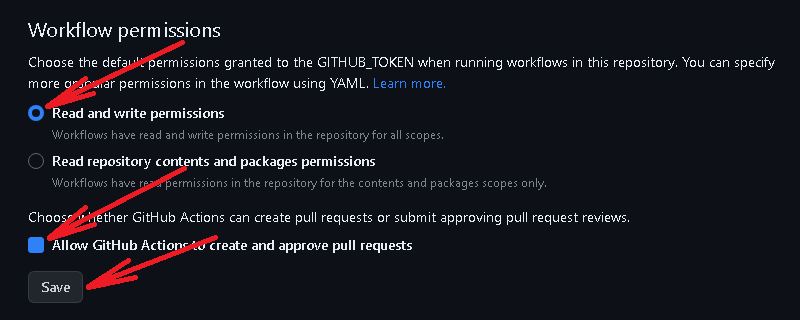 Workflow permissions
Choose the default permissions granted to the GITHUB_TOKEN when running workflows in this repository. You can specify
more granular permissions in the workflow using YAML. Learn more.
Read and write permissions
Workflows have read and write permissions in the repository for all scopes.
Read repository contents and packages permissions
Workflows have read permissions in the repository for the contents and packages scopes only.
Choose whether GitHub Actions can create pull requests or submit approving pull request reviews.
Allow GitHub Actions to create and approve pull requests
Save